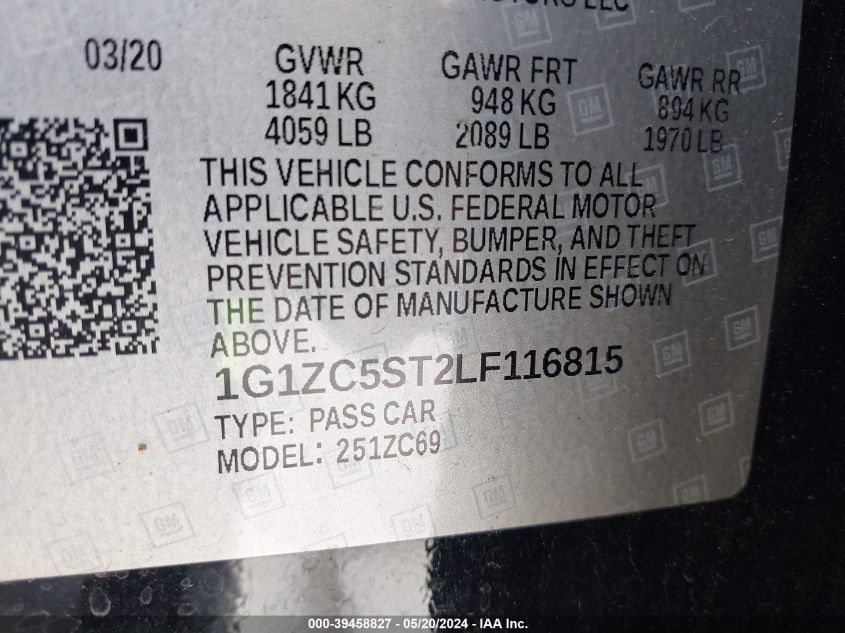 MOTORS LLC
03/20 GVWR GAWR FRT GAWR RR
1841 KG 948 KG 894 KG
4059 LB 2089 LB 1970 LB
THIS VEHICLE CONFORMS TO ALL
APPLICABLE U.S. FEDERAL MOTOR
VEHICLE SAFETY, BUMPER, AND THEFT
PREVENTION STANDARDS IN EFFECT ON
THE DATE OF MANUFACTURE SHOWN
ABOVE.
1G1ZC5ST2LF116815
TYPE: PASS CAR
MODEL: 251ZC69
000-39458827 - 05/20/2024 - IAA Inc.